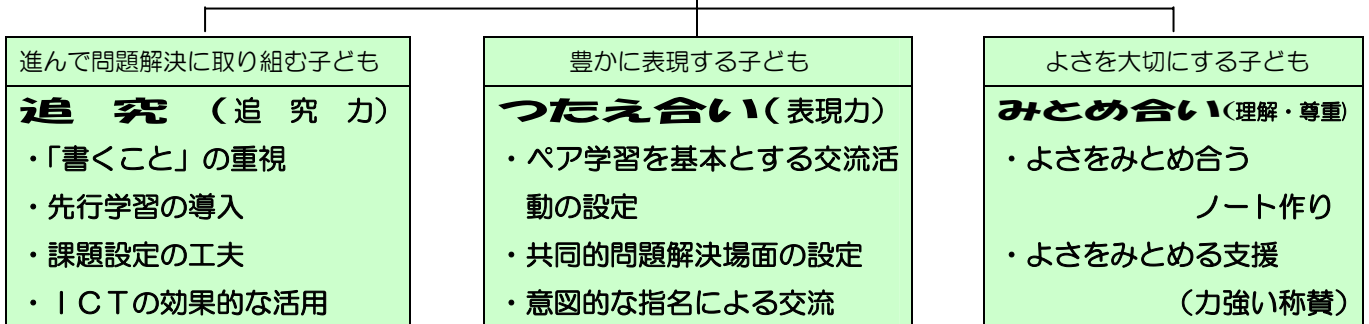 進んで問題解決に取り組む子ども
追 究 （追 究 力）
・「書くこと」の重視
・先行学習の導入
・課題設定の工夫
・ＩＣＴの効果的な活用
豊かに表現する子ども
つたえ合い（表現力）
・ペア学習を基本とする交流活
動の設定
・共同的問題解決場面の設定
・意図的な指名による交流
よさを大切にする子ども
みとめ合い（理解・尊重）
・よさをみとめ合う
ノート作り
・よさをみとめる支援
（力強い称賛）